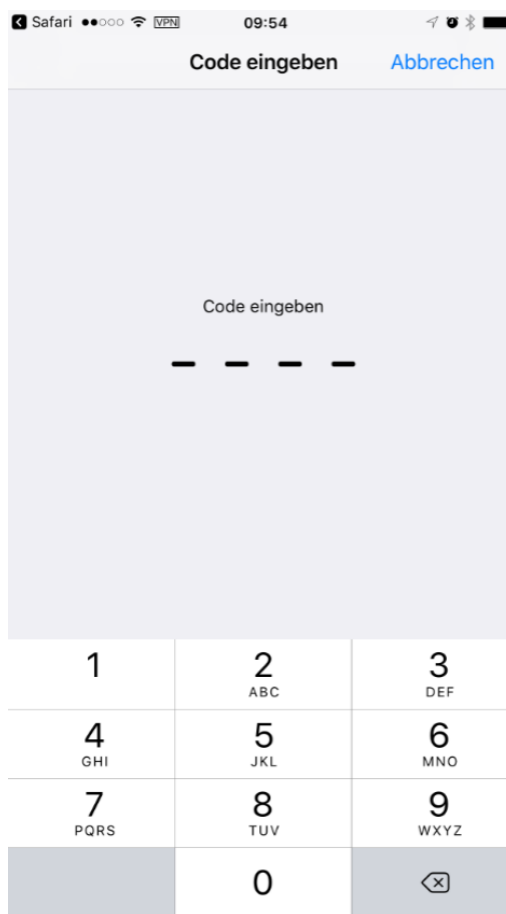 Safari VPN 09:54
Code eingeben Abbrechen
Code eingeben
1 2 3
ABC DEF
4 5 6
GHI JKL MNO
7 8 9
PQRS TUV WXYZ
0